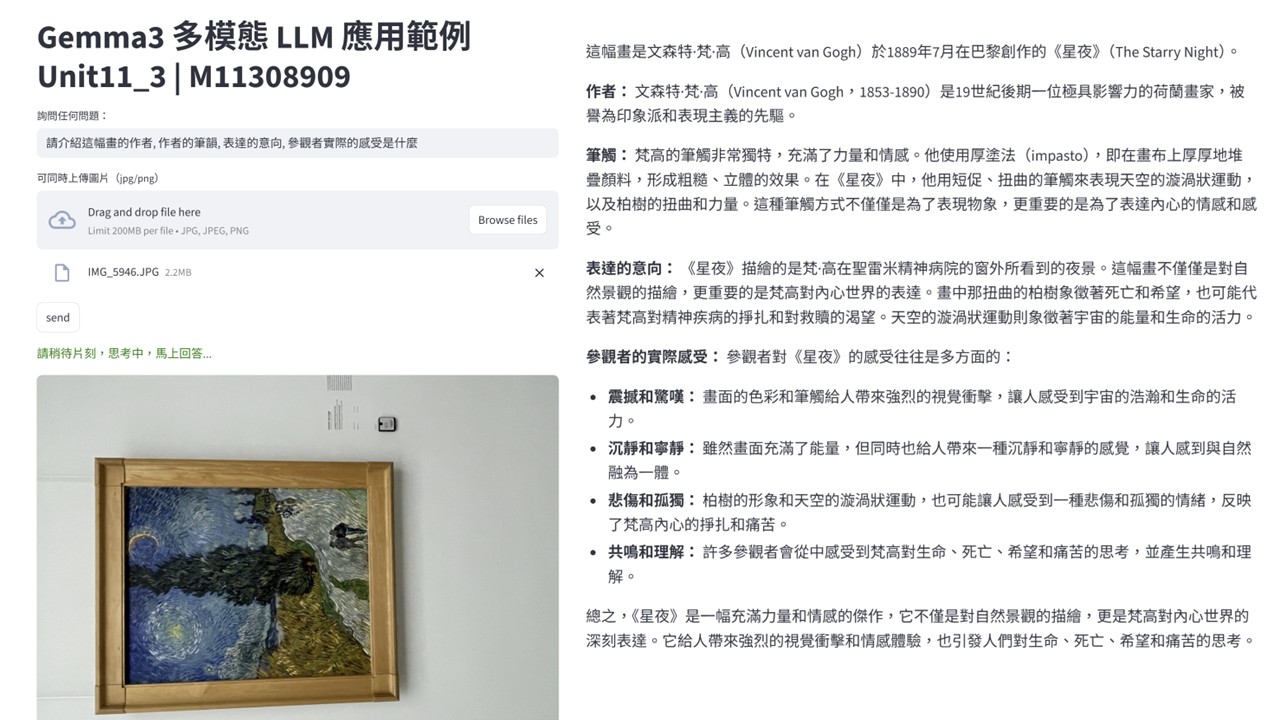 Gemma3 多模態 LLM 應用範例
Unit11_3 | M11308909
詢問任何問題：
請介紹這幅畫的作者, 作者的筆韻, 表達的意向, 參觀者實際的感受是什麼
可同時上傳圖片（jpg/png）
Drag and drop file here
Limit 200MB per file • JPG, JPEG, PNG
Browse files
IMG_5946.JPG 2.2MB
send
請稍待片刻，思考中，馬上回答...
這幅畫是文森特·梵·高（Vincent van Gogh）於1889年7月在巴黎創作的《星夜》（The Starry Night）。
作者： 文森特·梵·高（Vincent van Gogh，1853-1890）是19世紀後期一位極具影響力的荷蘭畫家，被
譽為印象派和表現主義的先驅。
筆觸： 梵高的筆觸非常獨特，充滿了力量和情感。他使用厚塗法（impasto），即在畫布上厚厚地堆
疊顏料，形成粗糙、立體的效果。在《星夜》中，他用短促、扭曲的筆觸來表現天空的漩渦狀運動，
以及柏樹的扭曲和力量。這種筆觸方式不僅僅是為了表現物象，更重要的是為了表達內心的情感和感
受。
表達的意向： 《星夜》描繪的是梵·高在聖雷米精神病院的窗外所看到的夜景。這幅畫不僅僅是對自
然景觀的描繪，更重要的是梵高對內心世界的表達。畫中那扭曲的柏樹象徵著死亡和希望，也可能代
表著梵高對精神疾病的掙扎和對救贖的渴望。天空的漩渦狀運動則象徵著宇宙的能量和生命的活力。
參觀者的實際感受： 參觀者對《星夜》的感受往往是多方面的：
• 震撼和驚嘆： 畫面的色彩和筆觸給人帶來強烈的視覺衝擊，讓人感受到宇宙的浩瀚和生命的活
力。
• 沉靜和寧靜： 雖然畫面充滿了能量，但同時也給人帶來一種沉靜和寧靜的感覺，讓人感到與自然
融為一體。
• 悲傷和孤獨： 柏樹的形象和天空的漩渦狀運動，也可能讓人感受到一種悲傷和孤獨的情緒，反映
了梵高內心的掙扎和痛苦。
• 共鳴和理解： 許多參觀者會從中感受到梵高對生命、死亡、希望和痛苦的思考，並產生共鳴和理
解。
總之，《星夜》是一幅充滿力量和情感的傑作，它不僅是對自然景觀的描繪，更是梵高對內心世界的
深刻表達。它給人帶來強烈的視覺衝擊和情感體驗，也引發人們對生命、死亡、希望和痛苦的思考。